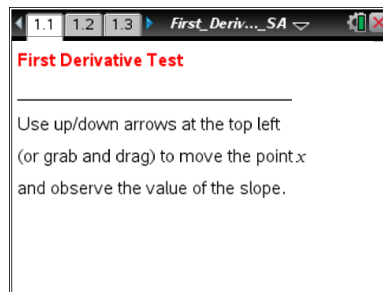 1.1 1.2 1.3 First_Deriv..._SA
First Derivative Test
Use up/down arrows at the top left
(or grab and drag) to move the point x
and observe the value of the slope.